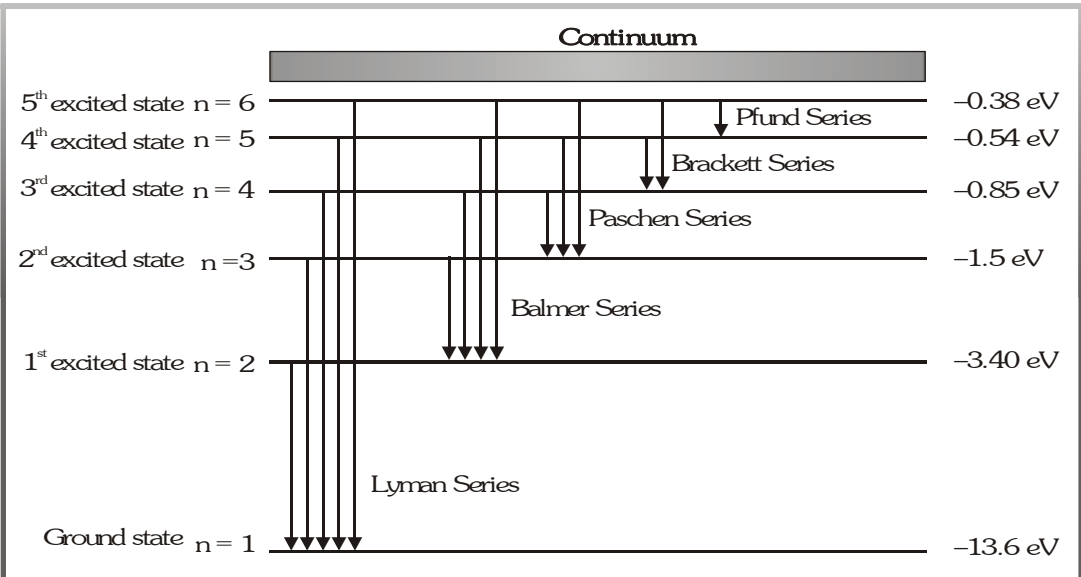 Continuum
5th excited state n = 6 –0.38 eV
Pfund Series
4th excited state n = 5 –0.54 eV
Brackett Series
3rd excited state n = 4 –0.85 eV
Paschen Series
2nd excited state n =3 –1.5 eV
Balmer Series
1st excited state n = 2 –3.40 eV
Lyman Series
Ground state n = 1 –13.6 eV